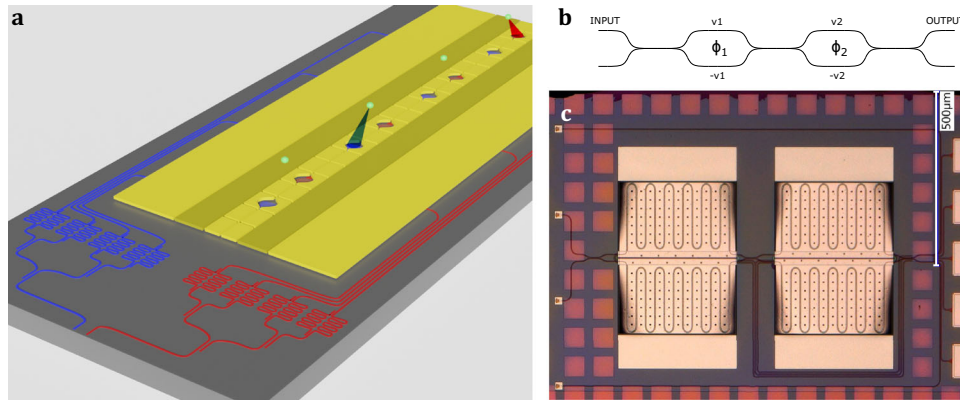 a
b
INPUT
v1
v2
OUTPUT
ϕ₁
ϕ₂
-v1
-v2
c
500μm